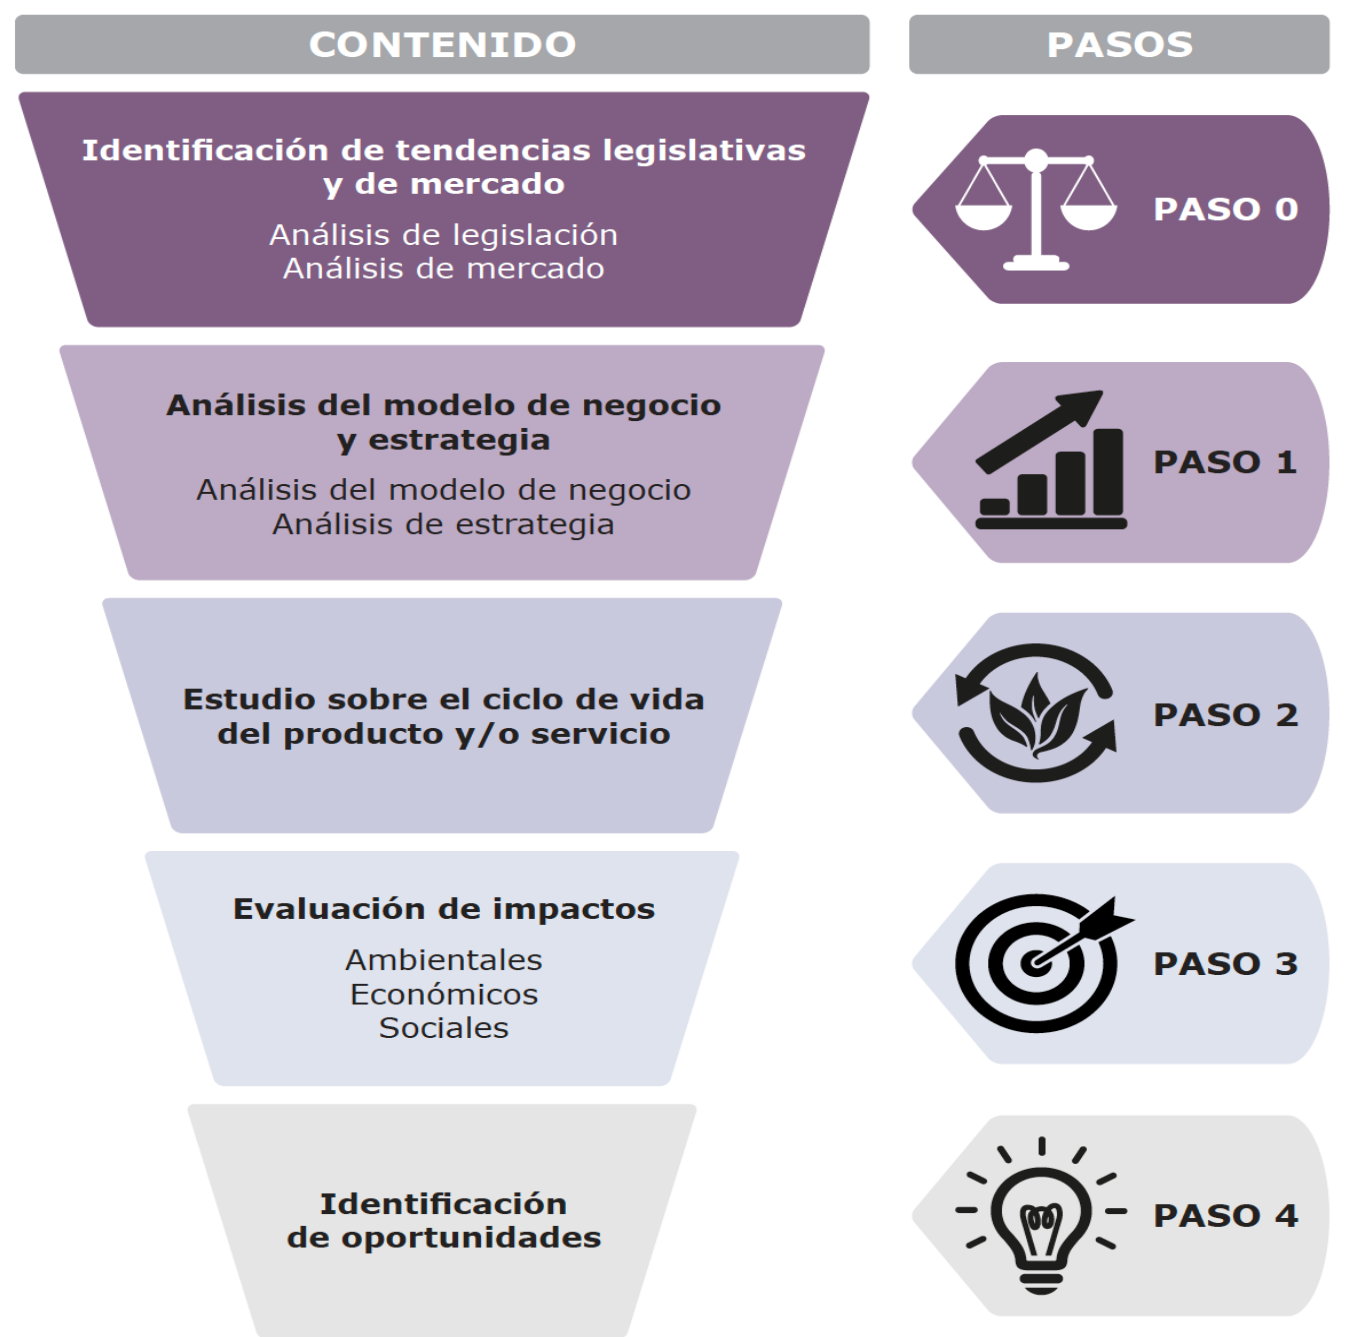 CONTENIDO
PASOS
Identificación de tendencias legislativas
y de mercado
Análisis de legislación
Análisis de mercado
PASO 0
Análisis del modelo de negocio
y estrategia
Análisis del modelo de negocio
Análisis de estrategia
PASO 1
Estudio sobre el ciclo de vida
del producto y/o servicio
PASO 2
Evaluación de impactos
Ambientales
Económicos
Sociales
PASO 3
Identificación
de oportunidades
PASO 4